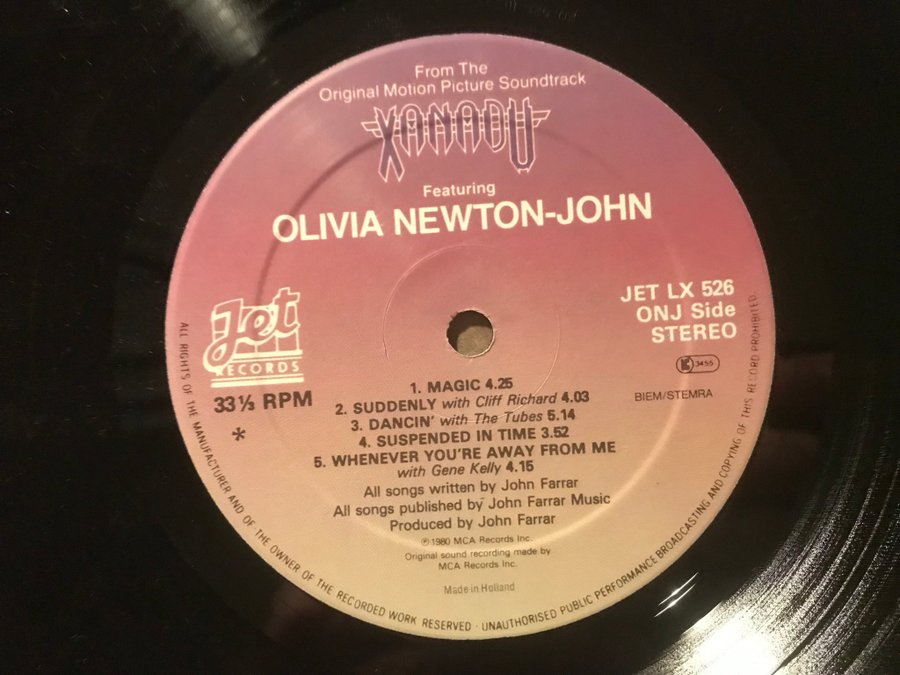 From The
Original Motion Picture Soundtrack
XANADU
Featuring
OLIVIA NEWTON-JOHN
JET LX 526
ONJ Side
STEREO
Jet
RECORDS
33⅓ RPM
*
3455
BIEM/STEMRA
1. MAGIC 4.25
2. SUDDENLY with Cliff Richard 4.03
3. DANCIN' with The Tubes 5.14
4. SUSPENDED IN TIME 3.52
5. WHENEVER YOU'RE AWAY FROM ME
with Gene Kelly 4.15
All songs written by John Farrar
All songs published by John Farrar Music
Produced by John Farrar
℗1980 MCA Records Inc.
Original sound recording made by
MCA Records Inc.
Made in Holland
ALL RIGHTS OF THE MANUFACTURER AND OF THE OWNER OF THE RECORDED WORK RESERVED · UNAUTHORISED PUBLIC PERFORMANCE BROADCASTING AND COPYING OF THIS RECORD PROHIBITED.